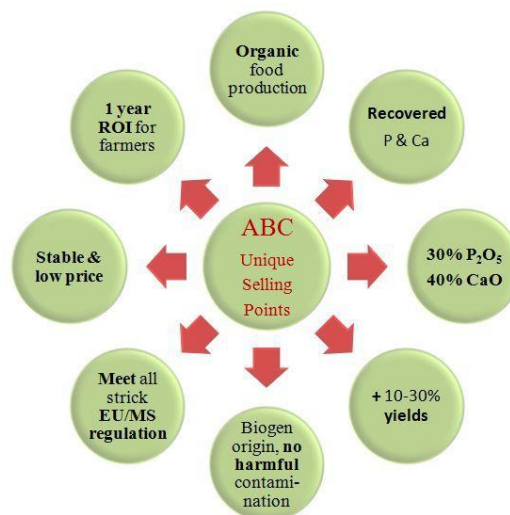 Organic
food
production
Recovered
P & Ca
30% P₂O₅
40% CaO
+ 10-30%
yields
Biogen
origin, no
harmful
contami-
nation
Meet all
strick
EU/MS
regulation
Stable &
low price
1 year
ROI for
farmers
ABC
Unique
Selling
Points